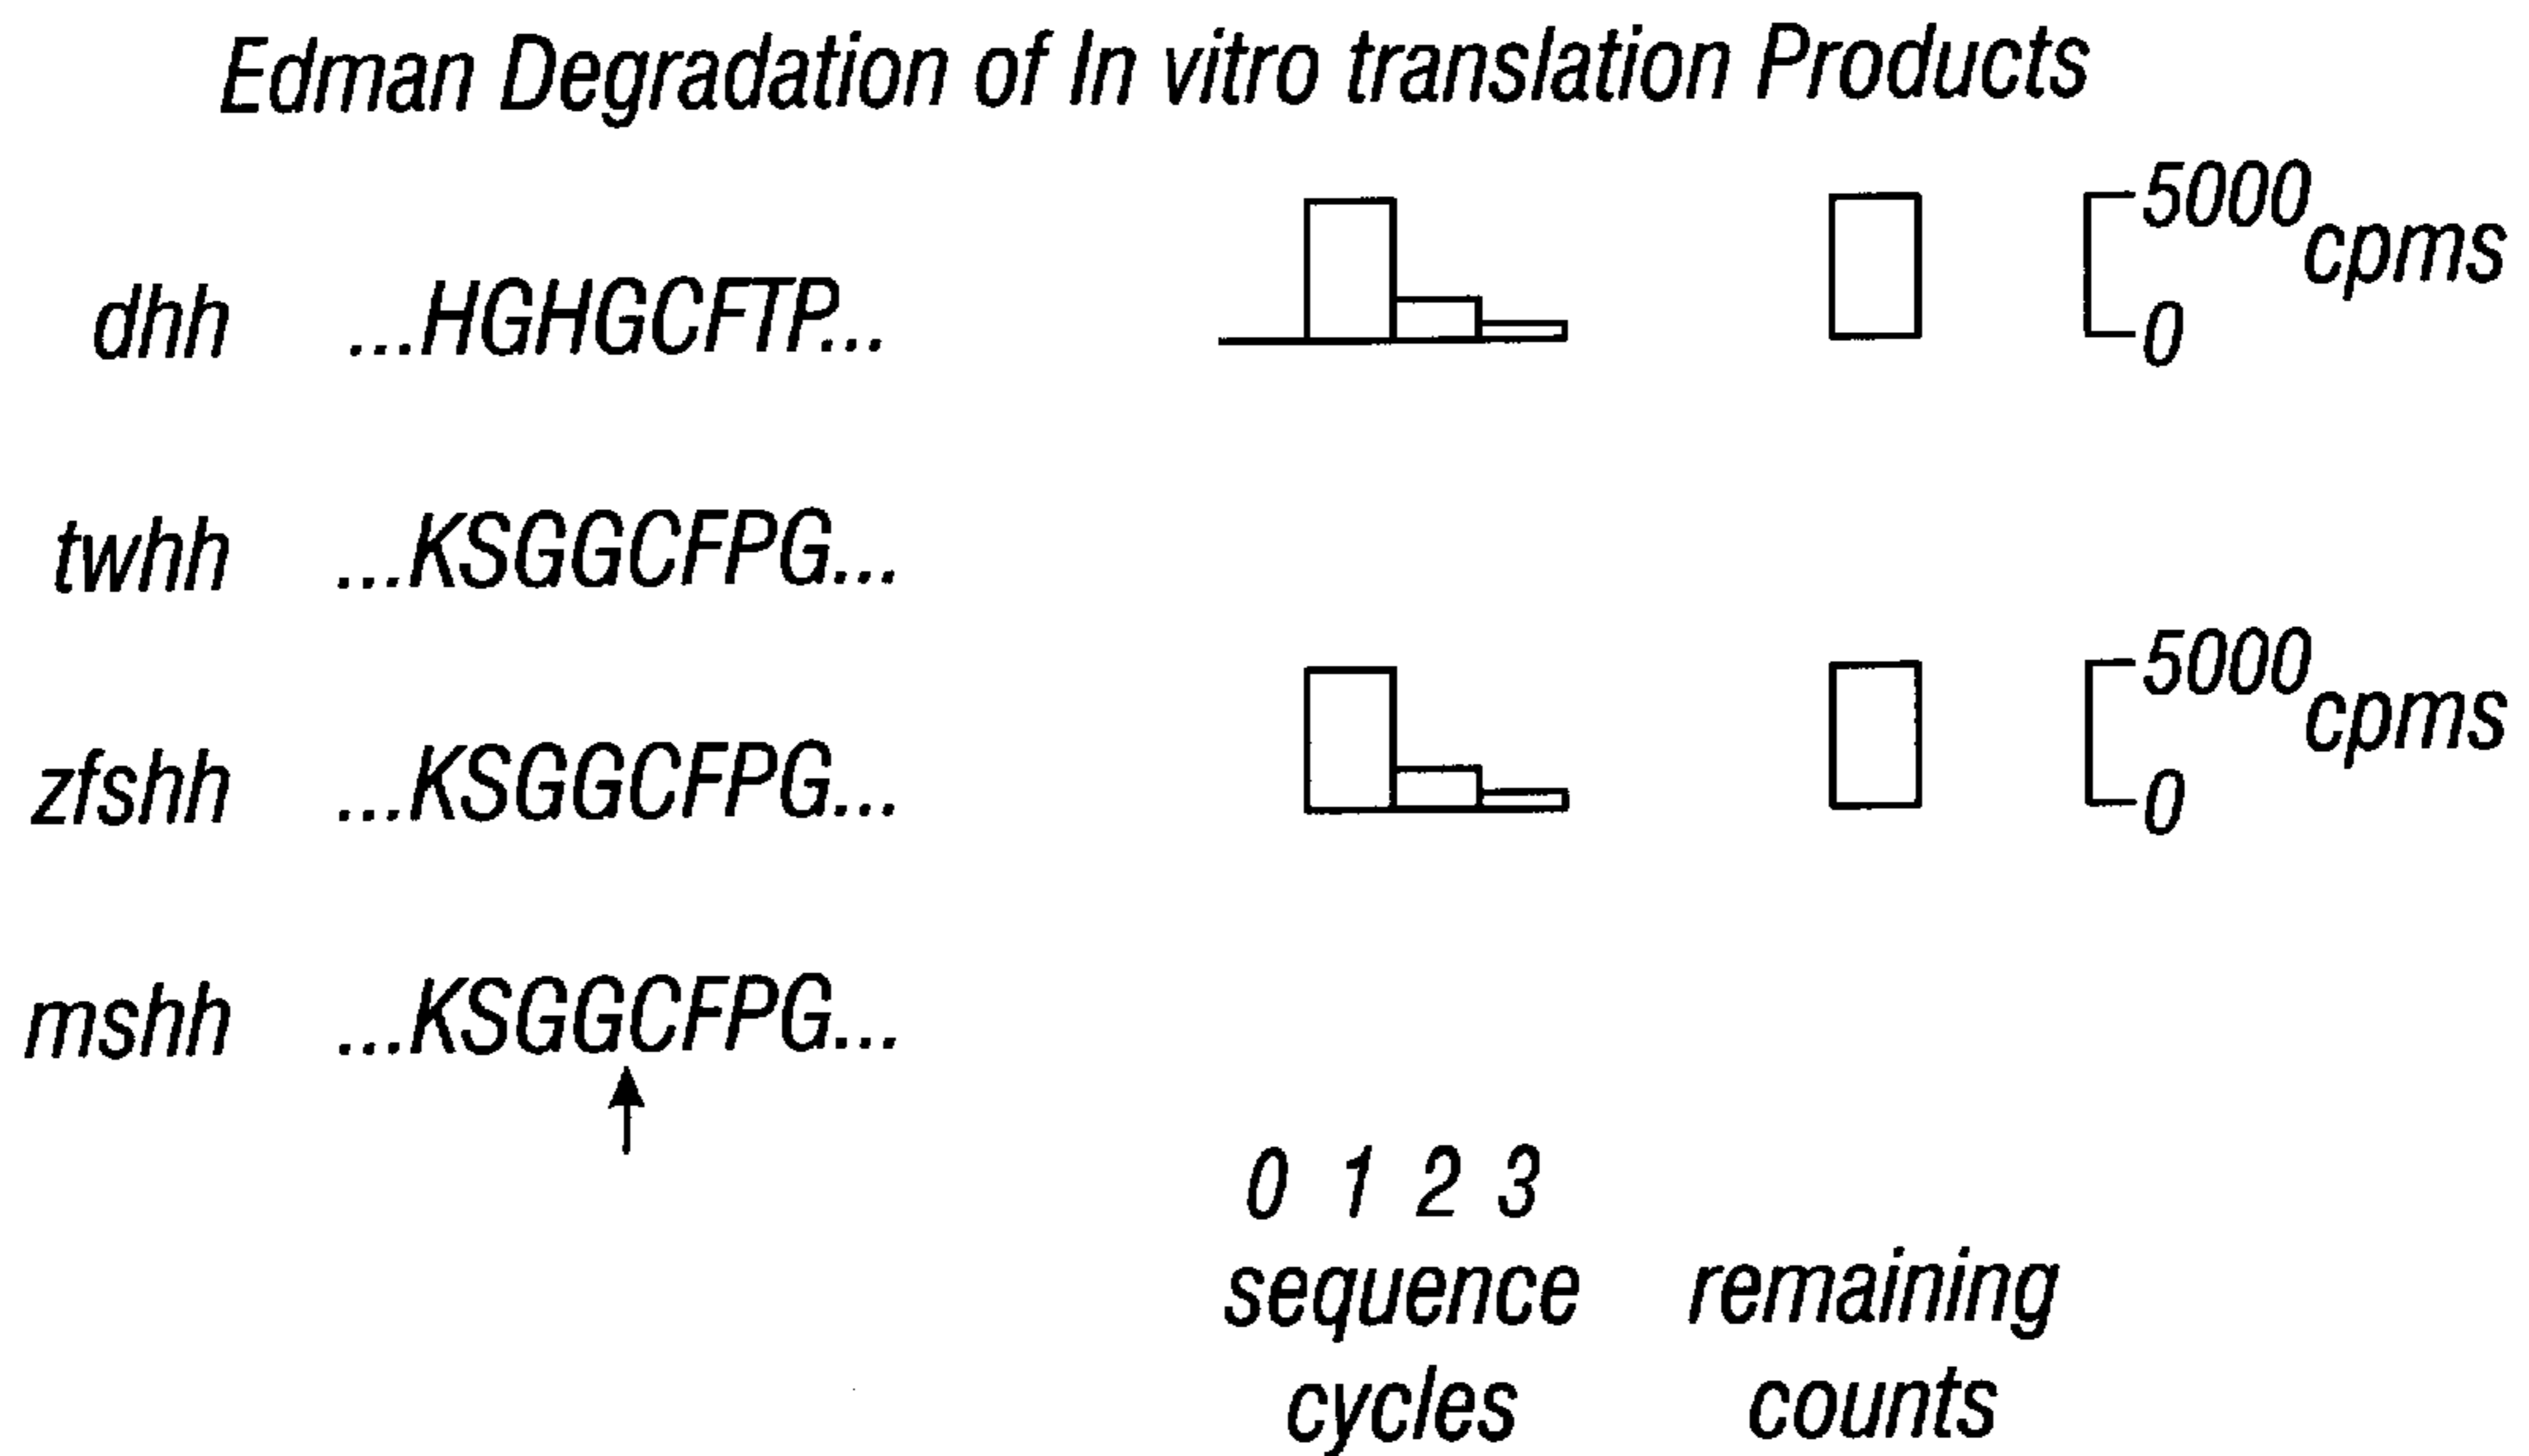 Edman Degradation of In vitro translation Products
5000
cpms
dhh ...HGHGCFTP...
0
twhh ...KSGGCFPG...
5000
cpms
zfshh ...KSGGCFPG...
0
mshh ...KSGGCFPG...
0 1 2 3
sequence remaining
cycles counts